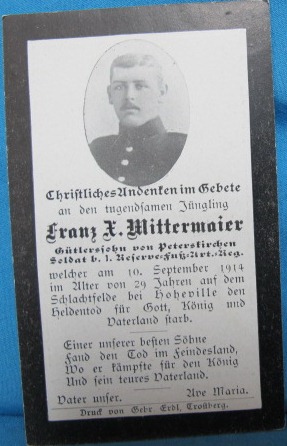 Christliches Andenken im Gebete
an den tugendsamen Jüngling
Franz X. Mittermaier
Gütlerssohn von Peterskirchen
Soldat b. 1. Reserve-Fuß-Art.-Reg.
welcher am 10. September 1914
im Alter von 29 Jahren auf dem
Schlachtfelde bei Hoheville den
Heldentod für Gott, König und
Vaterland starb.
Einer unserer besten Söhne
Fand den Tod im Feindesland,
Wo er kämpfte für den König
Und sein teures Vaterland.
Vater unser. Ave Maria.
Druck von Gebr. Erdl, Trostberg.